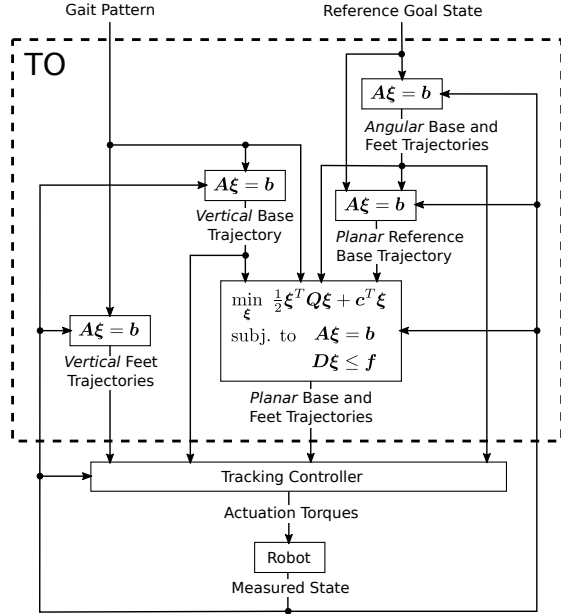 Gait Pattern
Reference Goal State
TO
Aξ = b
Angular Base and
Feet Trajectories
Aξ = b
Vertical Base
Trajectory
Aξ = b
Planar Reference
Base Trajectory
min ξ ½ξᵀQξ + cᵀξ
subj. to Aξ = b
Dξ ≤ f
Aξ = b
Vertical Feet
Trajectories
Planar Base and
Feet Trajectories
Tracking Controller
Actuation Torques
Robot
Measured State